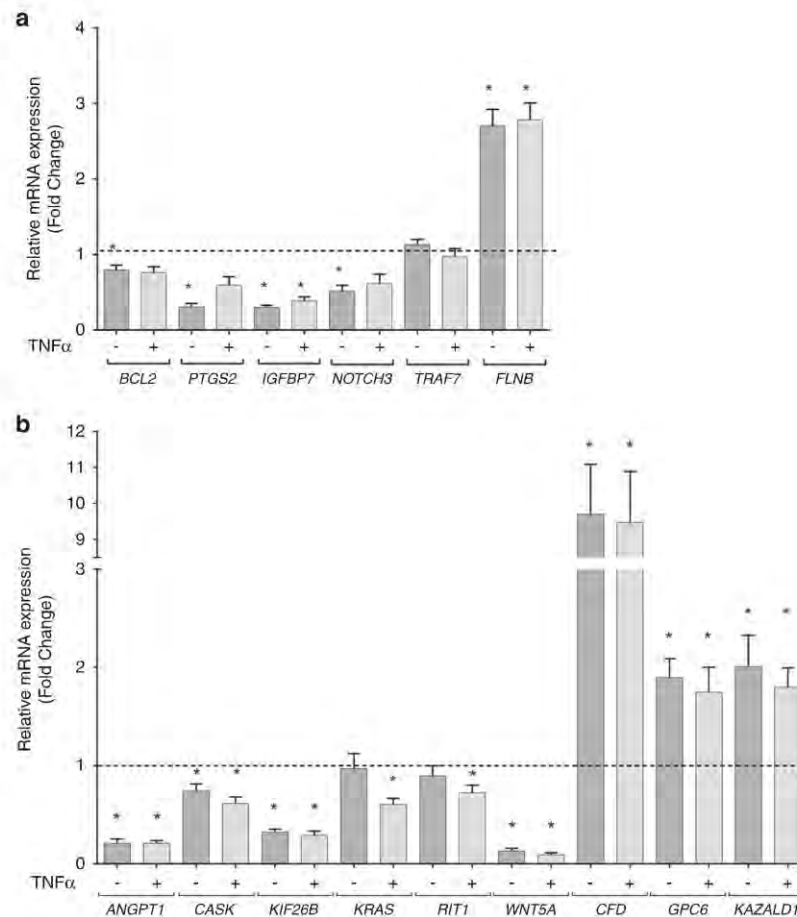 a
4
3
2
1
0
Relative mRNA expression
(Fold Change)
* * * * * * *
TNFα - + - + - + - + - + - +
BCL2 PTGS2 IGFBP7 NOTCH3 TRAF7 FLNB
b
12
11
10
9
3
2
1
0
Relative mRNA expression
(Fold Change)
* * * * * * * * * * * * * * * *
TNFα - + - + - + - + - + - + - + - + - +
ANGPT1 CASK KIF26B KRAS RIT1 WNT5A CFD GPC6 KAZALD1